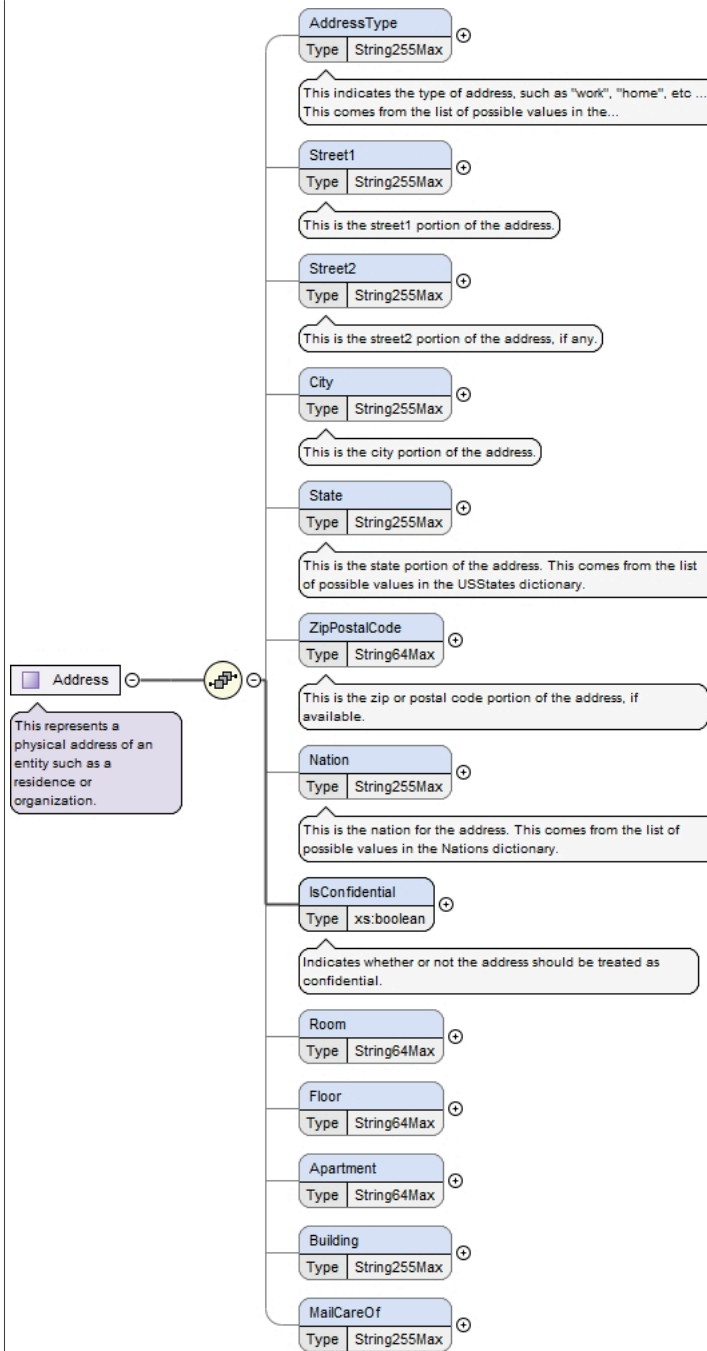 AddressType
Type String255Max
This indicates the type of address, such as "work", "home", etc ...
This comes from the list of possible values in the...
Street1
Type String255Max
This is the street1 portion of the address.
Street2
Type String255Max
This is the street2 portion of the address, if any.
City
Type String255Max
This is the city portion of the address.
State
Type String255Max
This is the state portion of the address. This comes from the list
of possible values in the USStates dictionary.
ZipPostalCode
Type String64Max
This is the zip or postal code portion of the address, if
available.
Address
This represents a
physical address of an
entity such as a
residence or
organization.
Nation
Type String255Max
This is the nation for the address. This comes from the list of
possible values in the Nations dictionary.
IsConfidential
Type xs:boolean
Indicates whether or not the address should be treated as
confidential.
Room
Type String64Max
Floor
Type String64Max
Apartment
Type String64Max
Building
Type String255Max
MailCareOf
Type String255Max